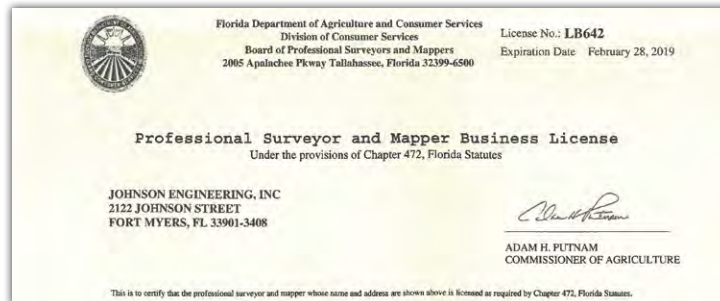 Florida Department of Agriculture and Consumer Services
Division of Consumer Services
Board of Professional Surveyors and Mappers
2005 Apalachee Pkway Tallahassee, Florida 32399-6500
License No.: LB642
Expiration Date February 28, 2019
Professional Surveyor and Mapper Business License
Under the provisions of Chapter 472, Florida Statutes
JOHNSON ENGINEERING, INC
2122 JOHNSON STREET
FORT MYERS, FL 33901-3408
ADAM H. PUTNAM
COMMISSIONER OF AGRICULTURE
This is to certify that the professional surveyor and mapper whose name and address are shown above is licensed as required by Chapter 472, Florida Statutes.